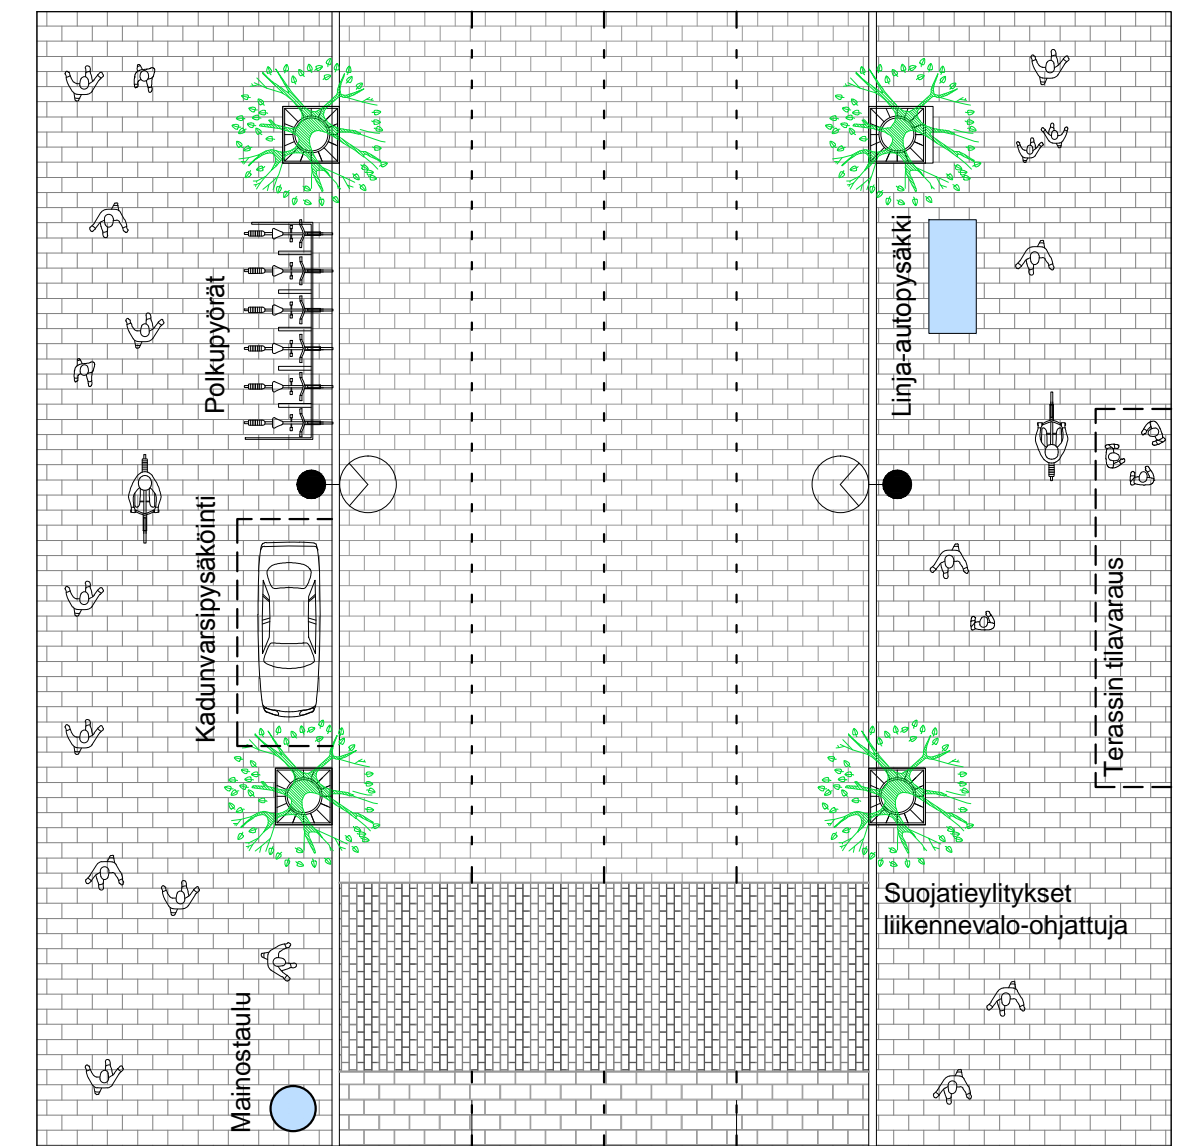 Polkupyörät
Linja-autopysäkki
Kadunvarsipysäköinti
Terassin tilavaraus
Suojatieylitykset
liikennevalo-ohjattuja
Mainostaulu